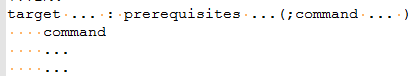 target ... : prerequisites ...(;command ... )
    command
    ...
    ...